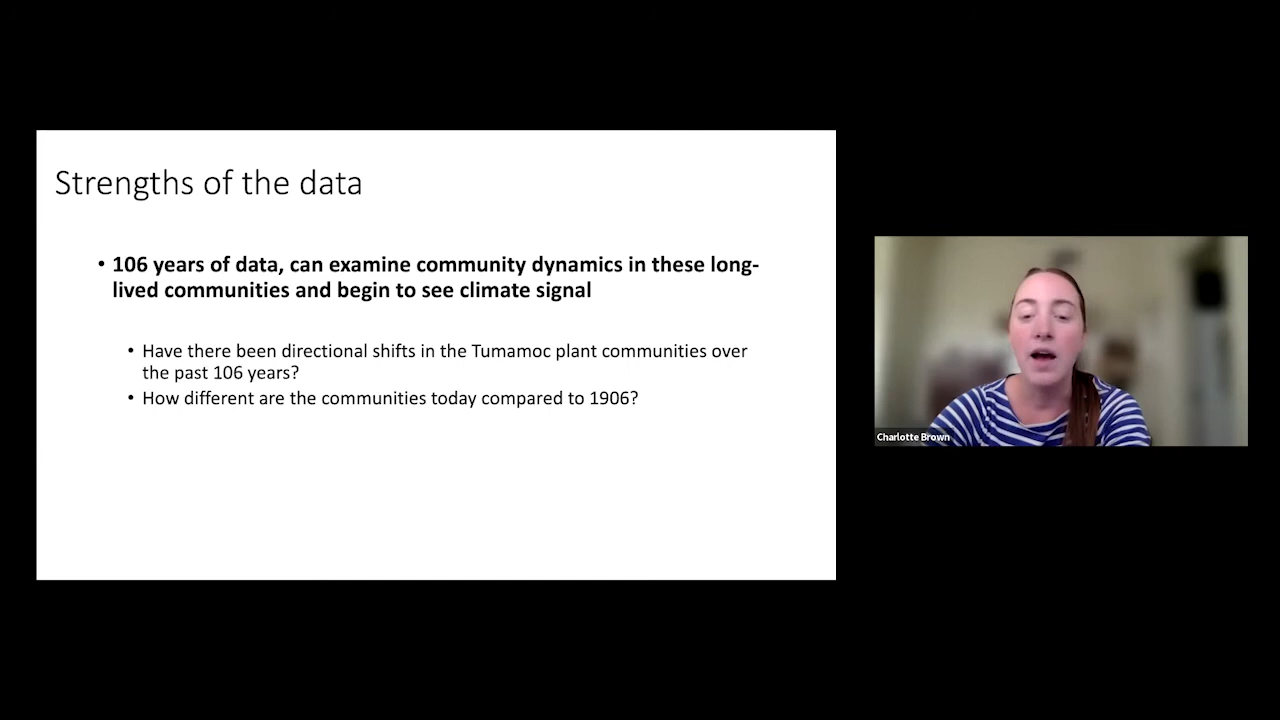 Strengths of the data
• 106 years of data, can examine community dynamics in these long-
lived communities and begin to see climate signal
• Have there been directional shifts in the Tumamoc plant communities over
the past 106 years?
• How different are the communities today compared to 1906?
Charlotte Brown